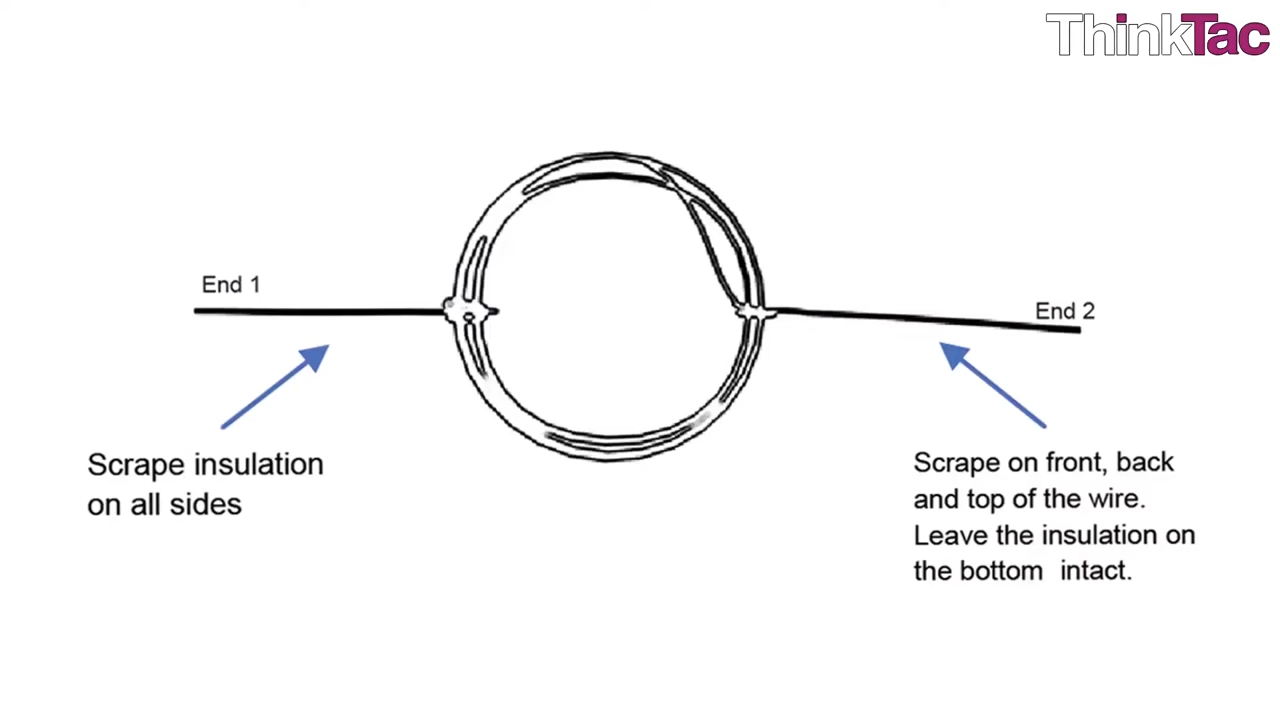 ThinkTac
End 1
End 2
Scrape insulation
on all sides
Scrape on front, back
and top of the wire.
Leave the insulation on
the bottom intact.